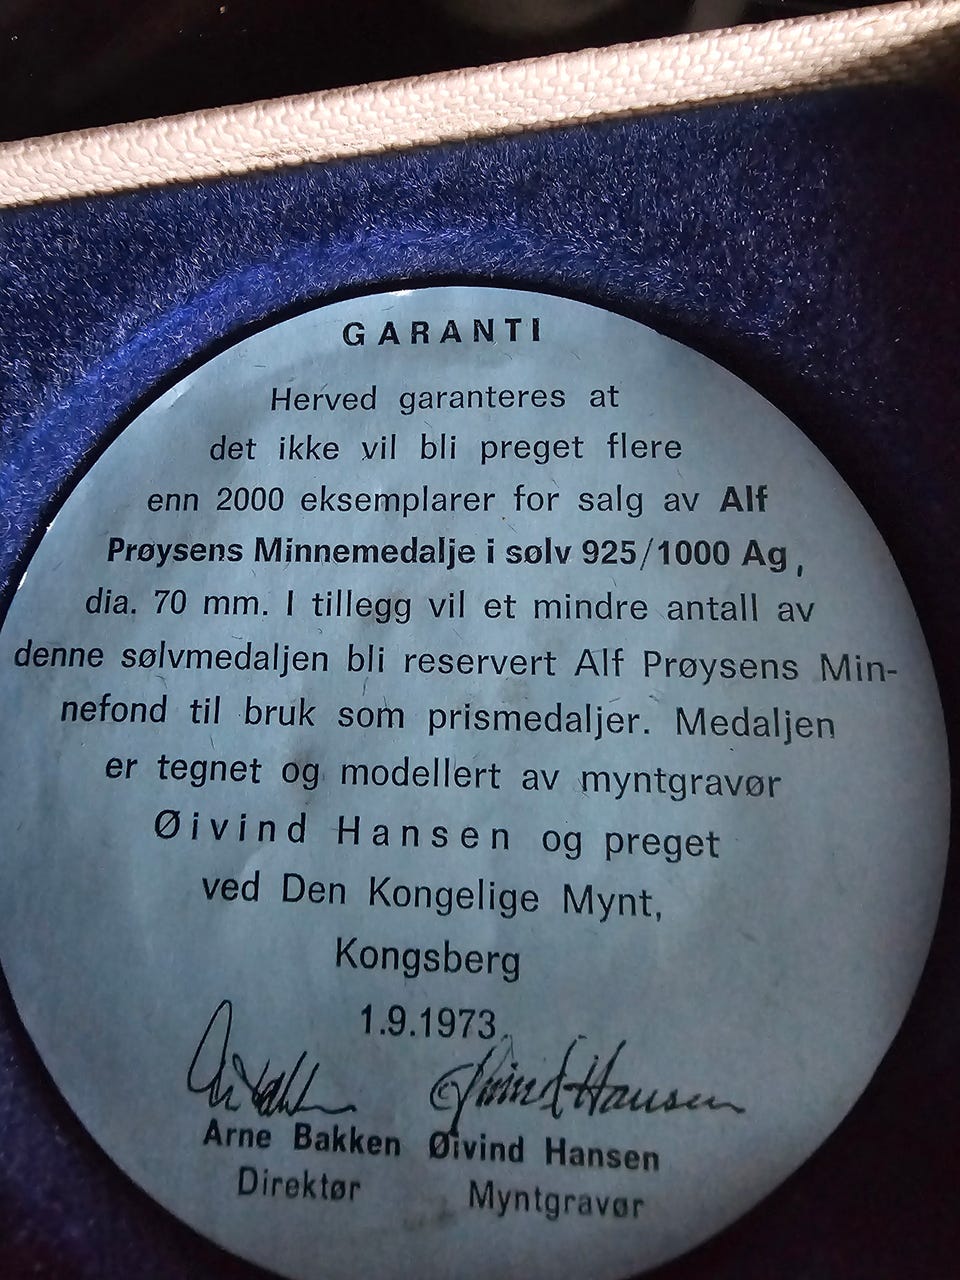 GARANTI
Herved garanteres at
det ikke vil bli preget flere
enn 2000 eksemplarer for salg av Alf
Prøysens Minnemedalje i sølv 925/1000 Ag,
dia. 70 mm. I tillegg vil et mindre antall av
denne sølvmedaljen bli reservert Alf Prøysens Min-
nefond til bruk som prismedaljer. Medaljen
er tegnet og modellert av myntgravør
Øivind Hansen og preget
ved Den Kongelige Mynt,
Kongsberg
1.9.1973.
Øivind Hansen
Arne Bakken Øivind Hansen
Direktør Myntgravør